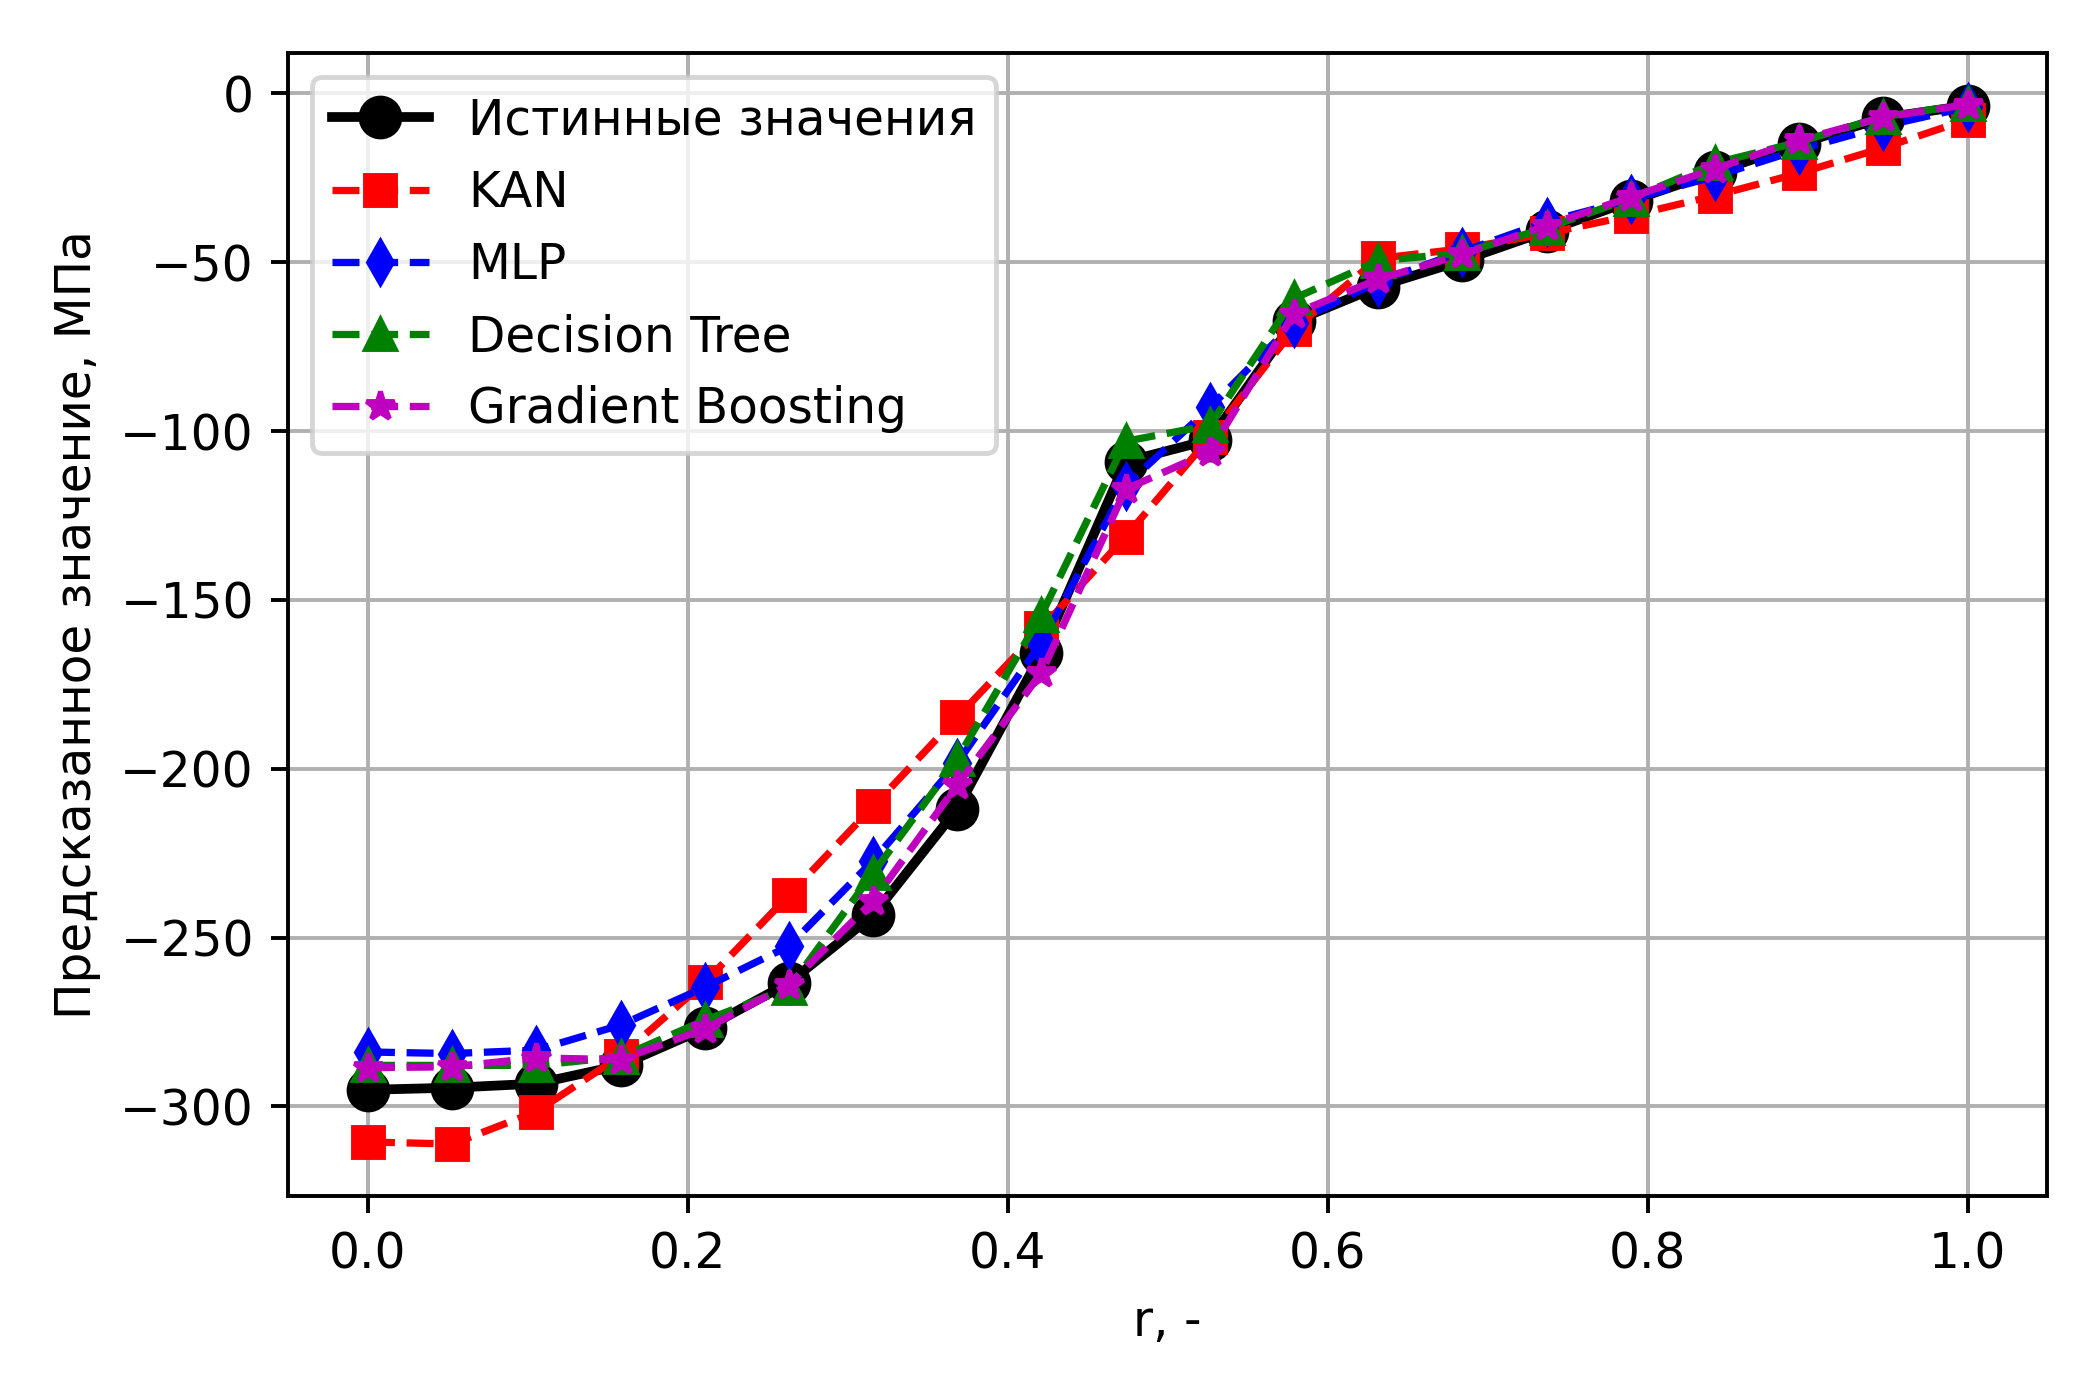 Истинные значения
KAN
MLP
Decision Tree
Gradient Boosting
Предсказанное значение, МПа
0
−50
−100
−150
−200
−250
−300
0.0 0.2 0.4 0.6 0.8 1.0
r, -